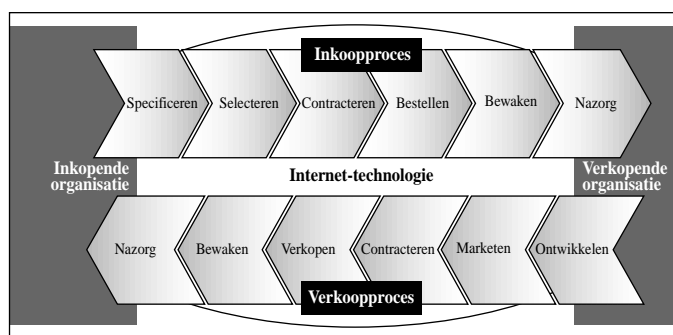 Inkoopproces
Specificeren Selecteren Contracteren Bestellen Bewaken Nazorg
Inkopende
organisatie
Internet-technologie
Verkopende
organisatie
Nazorg Bewaken Verkopen Contracteren Marketen Ontwikkelen
Verkoopproces